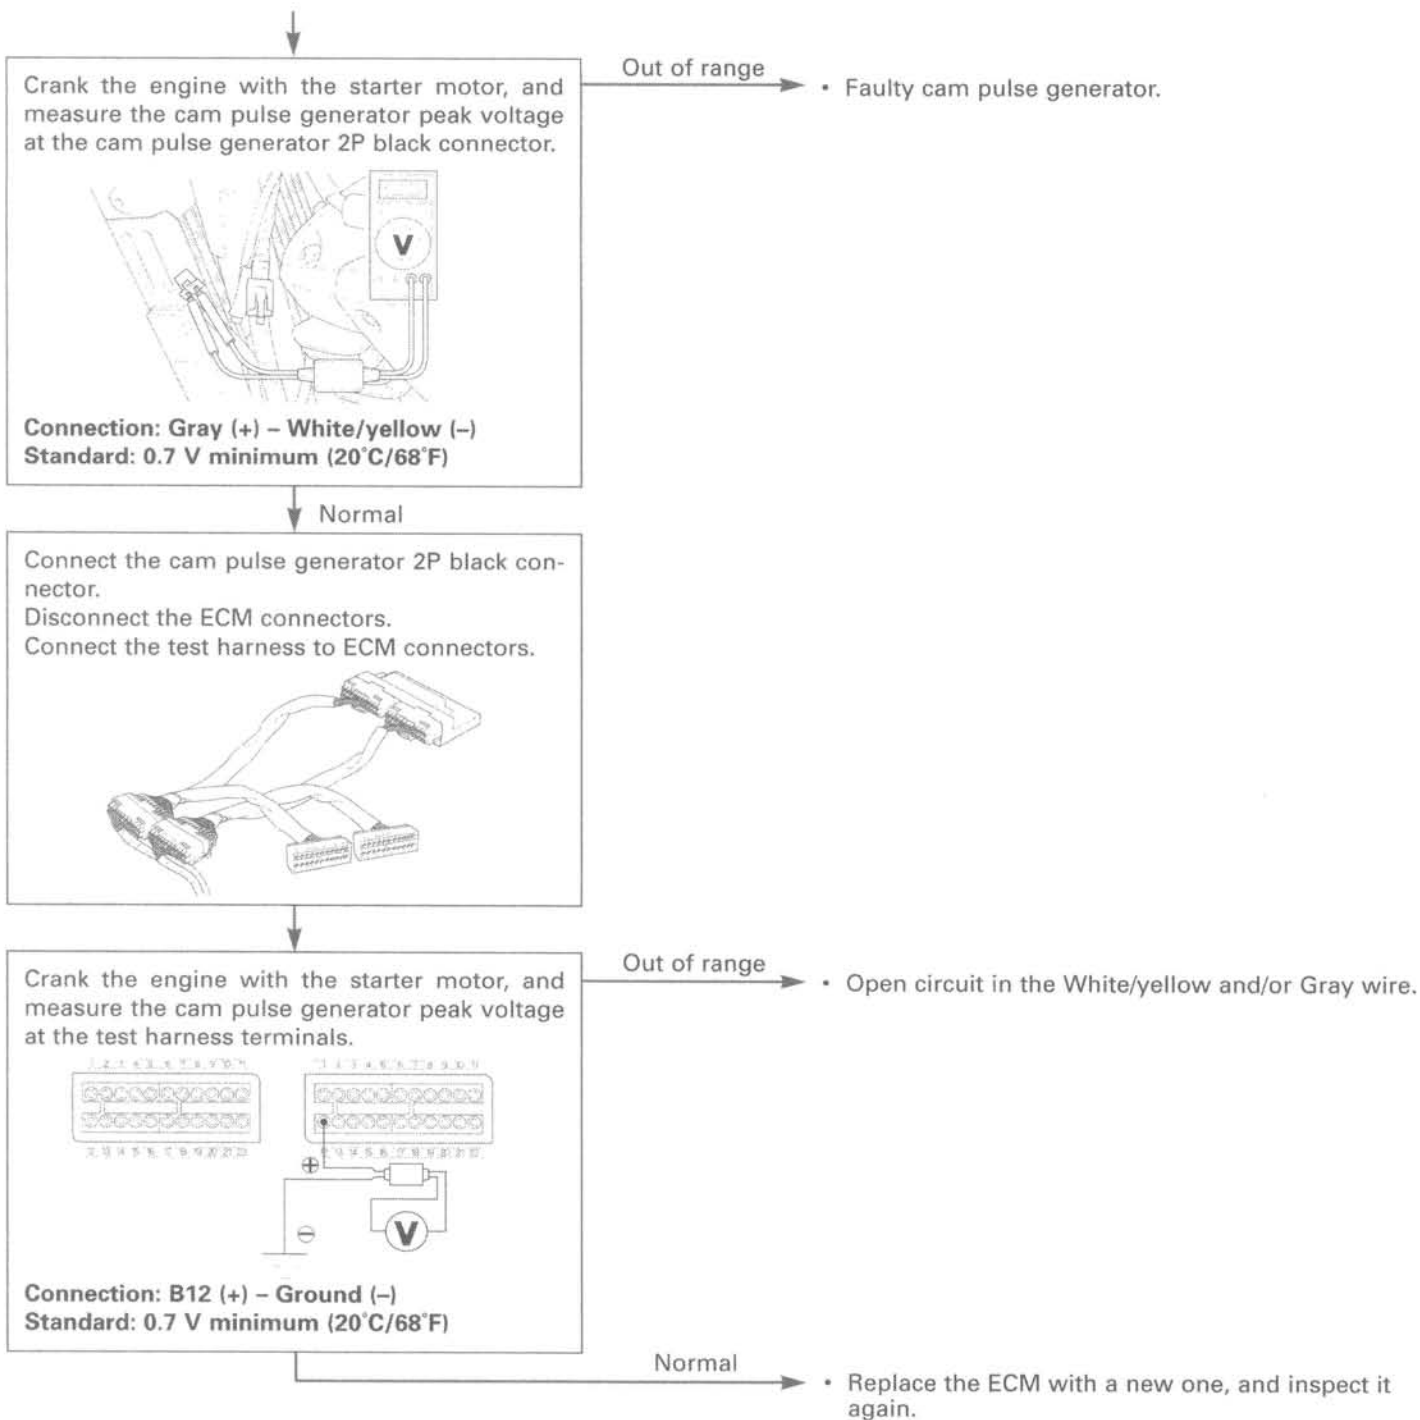 Crank the engine with the starter motor, and
measure the cam pulse generator peak voltage
at the cam pulse generator 2P black connector.
Out of range
• Faulty cam pulse generator.
V
Connection: Gray (+) – White/yellow (–)
Standard: 0.7 V minimum (20°C/68°F)
Normal
Connect the cam pulse generator 2P black con-
nector.
Disconnect the ECM connectors.
Connect the test harness to ECM connectors.
Crank the engine with the starter motor, and
measure the cam pulse generator peak voltage
at the test harness terminals.
Out of range
• Open circuit in the White/yellow and/or Gray wire.
V
Connection: B12 (+) – Ground (–)
Standard: 0.7 V minimum (20°C/68°F)
Normal
• Replace the ECM with a new one, and inspect it
again.